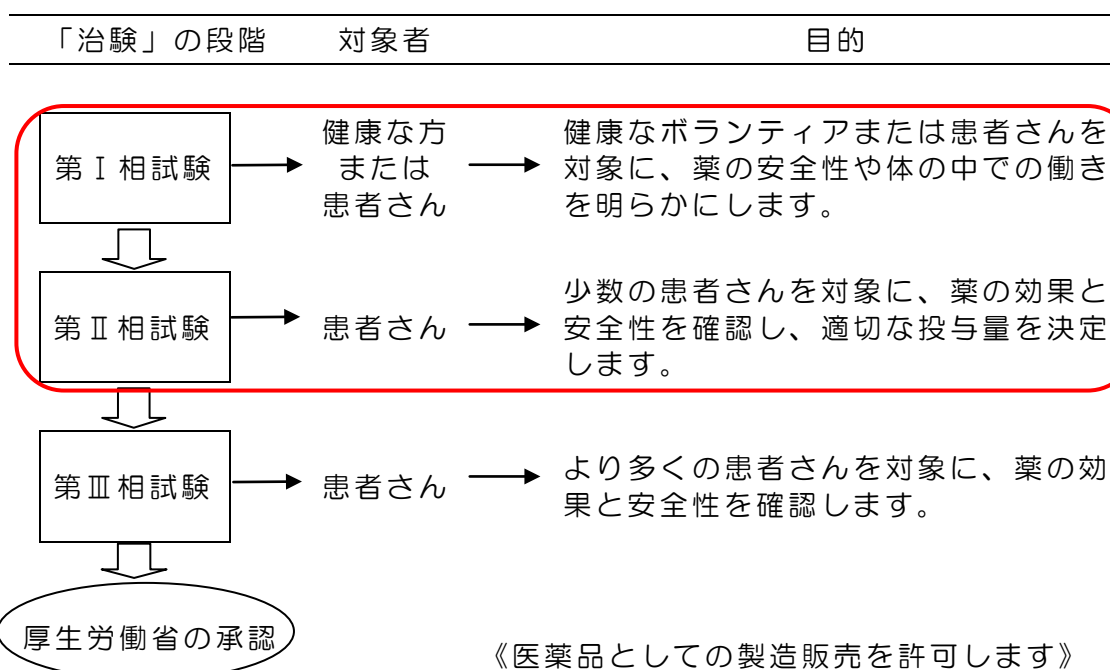 「治験」の段階 対象者 目的
第Ⅰ相試験
健康な方
または
患者さん
健康なボランティアまたは患者さんを
対象に、薬の安全性や体の中での働き
を明らかにします。
第Ⅱ相試験
患者さん
少数の患者さんを対象に、薬の効果と
安全性を確認し、適切な投与量を決定
します。
第Ⅲ相試験
患者さん
より多くの患者さんを対象に、薬の効
果と安全性を確認します。
厚生労働省の承認
《医薬品としての製造販売を許可します》